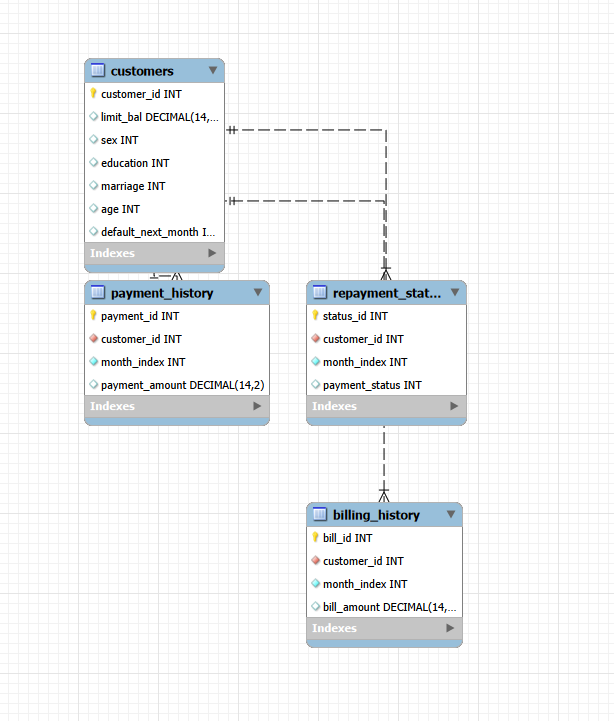 customers
customer_id INT
limit_bal DECIMAL(14,...
sex INT
education INT
marriage INT
age INT
default_next_month I...
Indexes
payment_history
payment_id INT
customer_id INT
month_index INT
payment_amount DECIMAL(14,2)
Indexes
repayment_stat...
status_id INT
customer_id INT
month_index INT
payment_status INT
Indexes
billing_history
bill_id INT
customer_id INT
month_index INT
bill_amount DECIMAL(14,...
Indexes